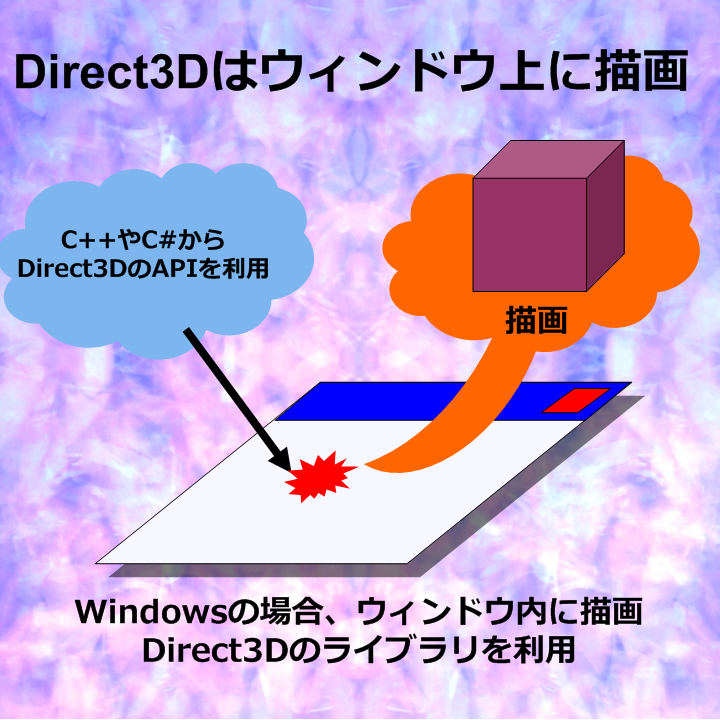 Direct3Dはウィンドウ上に描画
C++やC#から
Direct3DのAPIを利用
描画
Windowsの場合、ウィンドウ内に描画
Direct3Dのライブラリを利用